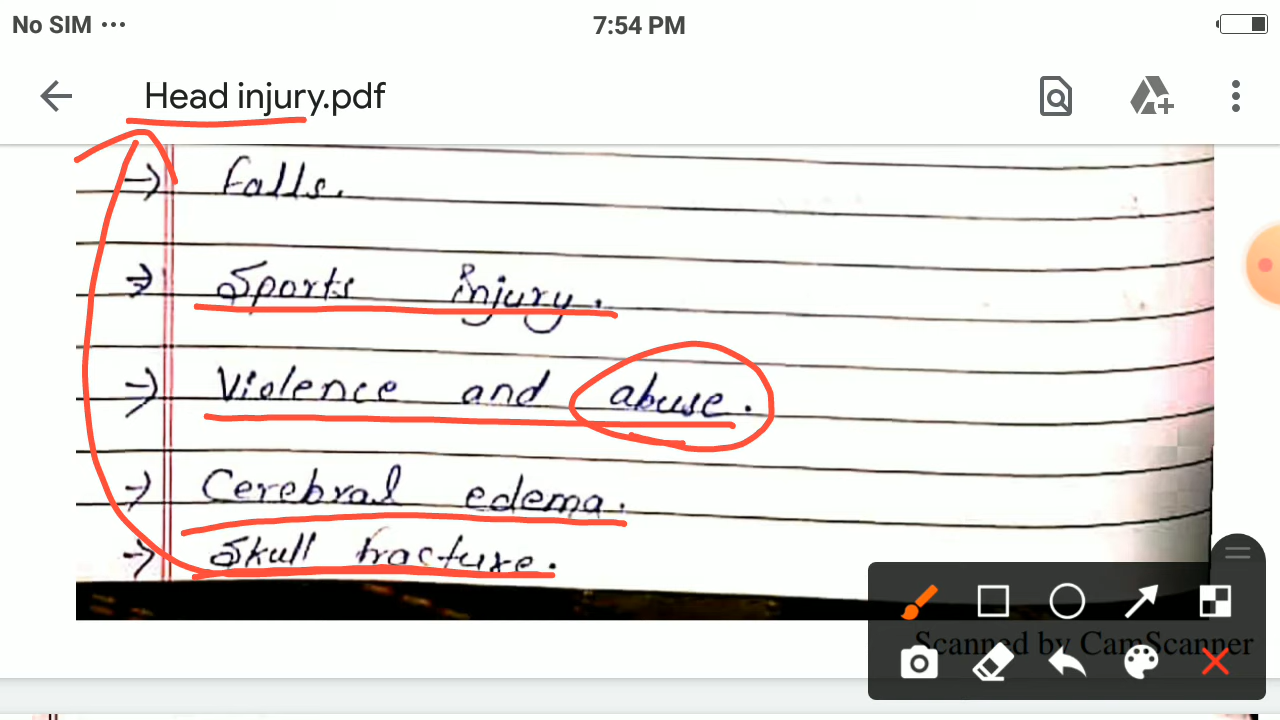 No SIM ···
7:54 PM
Head injury.pdf
→ Falls.
→ Sports injury.
→ Violence and abuse.
→ Cerebral edema.
→ Skull fracture.
Scanned by CamScanner